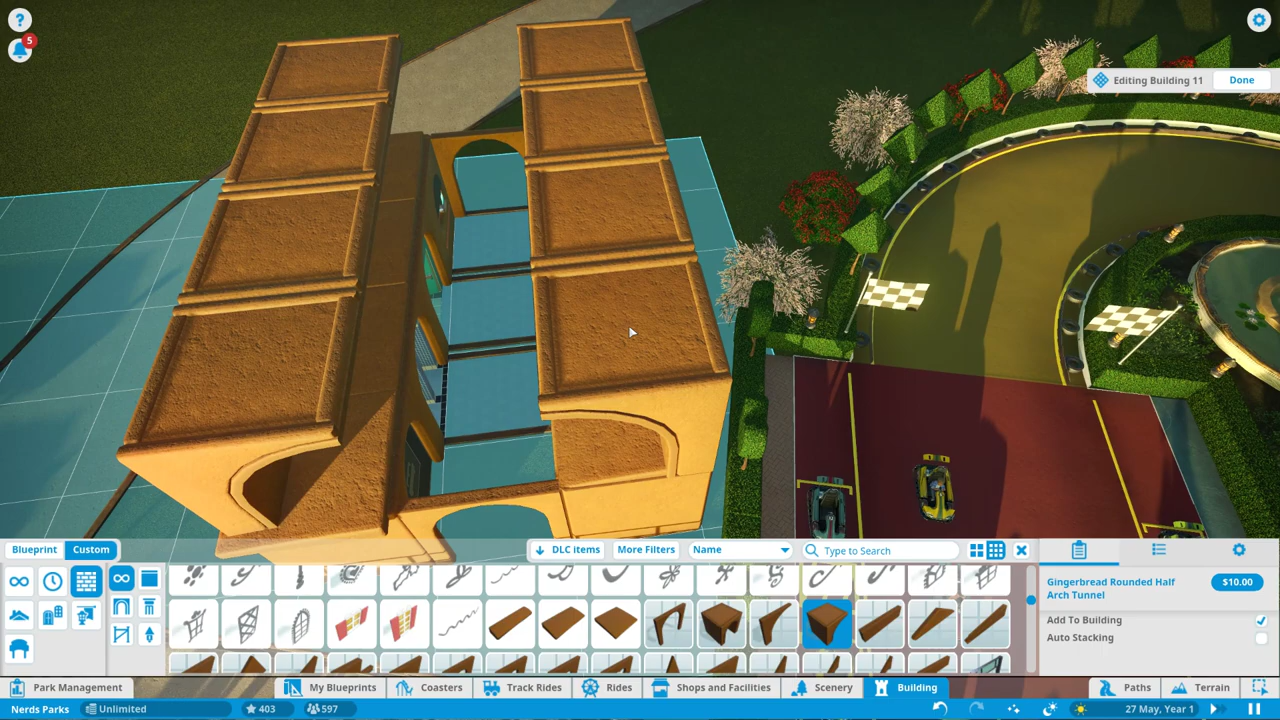 ?
5
Editing Building 11
Done
Blueprint
Custom
DLC items
More Filters
Name
Type to Search
Gingerbread Rounded Half
Arch Tunnel
$10.00
Add To Building
Auto Stacking
Park Management
My Blueprints
Coasters
Track Rides
Rides
Shops and Facilities
Scenery
Building
Paths
Terrain
Nerds Parks
Unlimited
403
597
27 May, Year 1